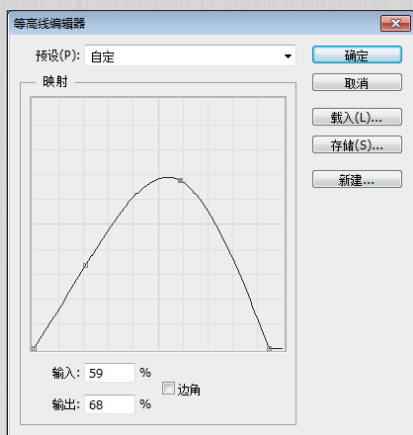 等高线编辑器
预设(P): 自定
确定
取消
映射
载入(L)...
存储(S)...
新建...
输入: 59 %
边角
输出: 68 %